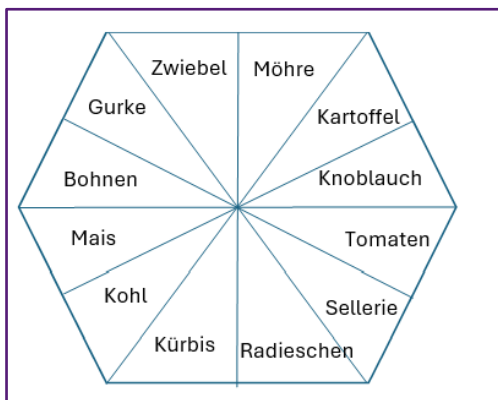 Zwiebel
Möhre
Gurke
Kartoffel
Bohnen
Knoblauch
Mais
Tomaten
Kohl
Sellerie
Kürbis
Radieschen